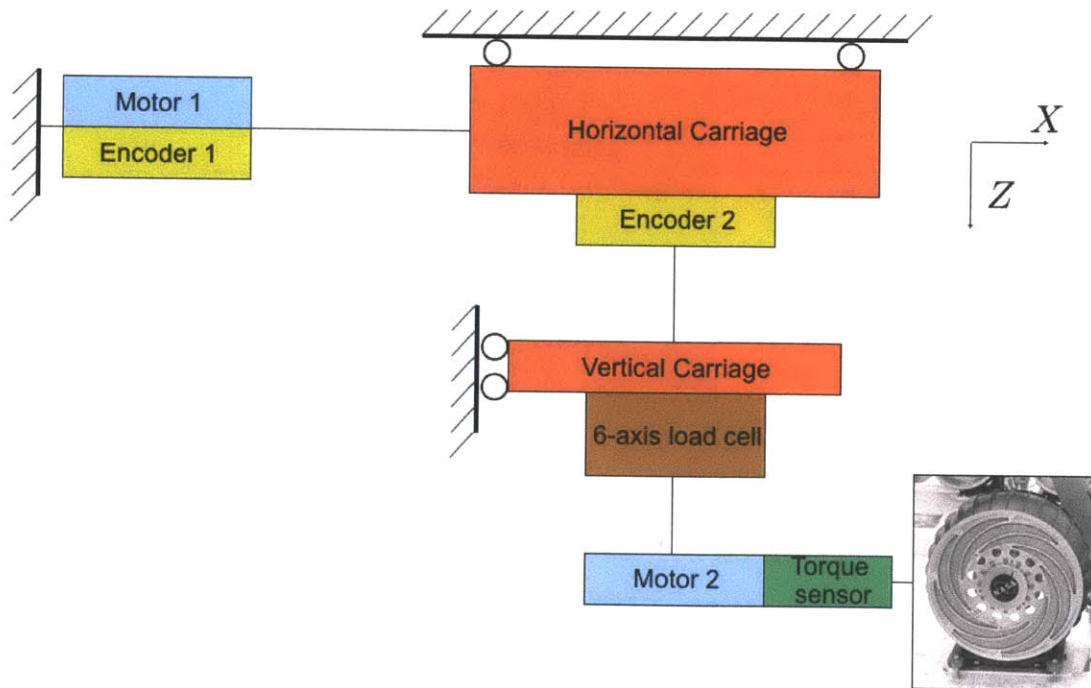 Motor 1
Encoder 1
Horizontal Carriage
X
Z
Encoder 2
Vertical Carriage
6-axis load cell
Motor 2
Torque
sensor